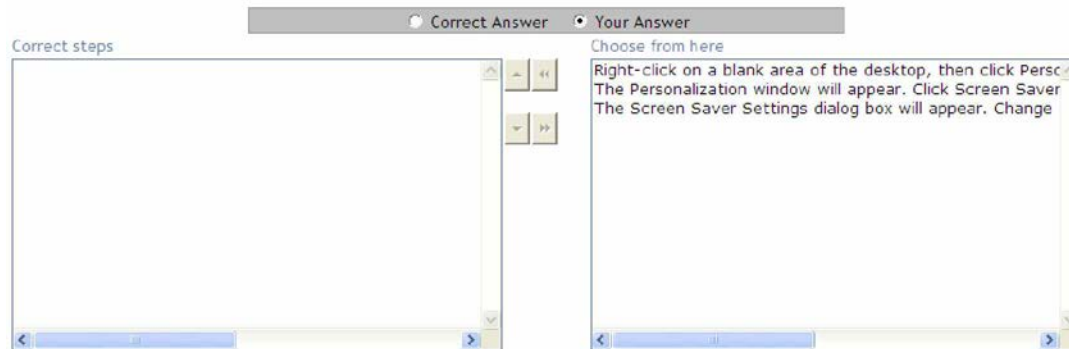 Correct Answer Your Answer
Correct steps
Choose from here
Right-click on a blank area of the desktop, then click Persc
The Personalization window will appear. Click Screen Saver
The Screen Saver Settings dialog box will appear. Change